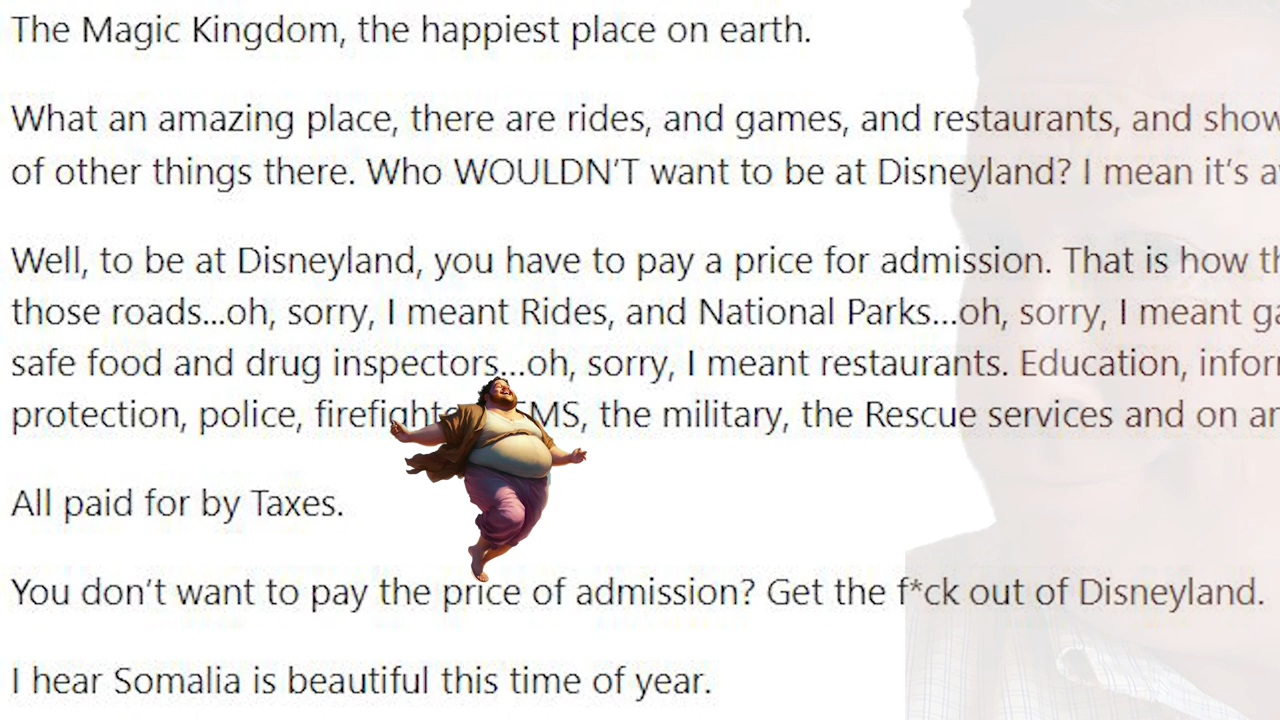 The Magic Kingdom, the happiest place on earth.
What an amazing place, there are rides, and games, and restaurants, and show
of other things there. Who WOULDN'T want to be at Disneyland? I mean it's a
Well, to be at Disneyland, you have to pay a price for admission. That is how th
those roads...oh, sorry, I meant Rides, and National Parks...oh, sorry, I meant ga
safe food and drug inspectors...oh, sorry, I meant restaurants. Education, infor
protection, police, firefight MS, the military, the Rescue services and on an
All paid for by Taxes.
You don't want to pay the price of admission? Get the f*ck out of Disneyland.
I hear Somalia is beautiful this time of year.